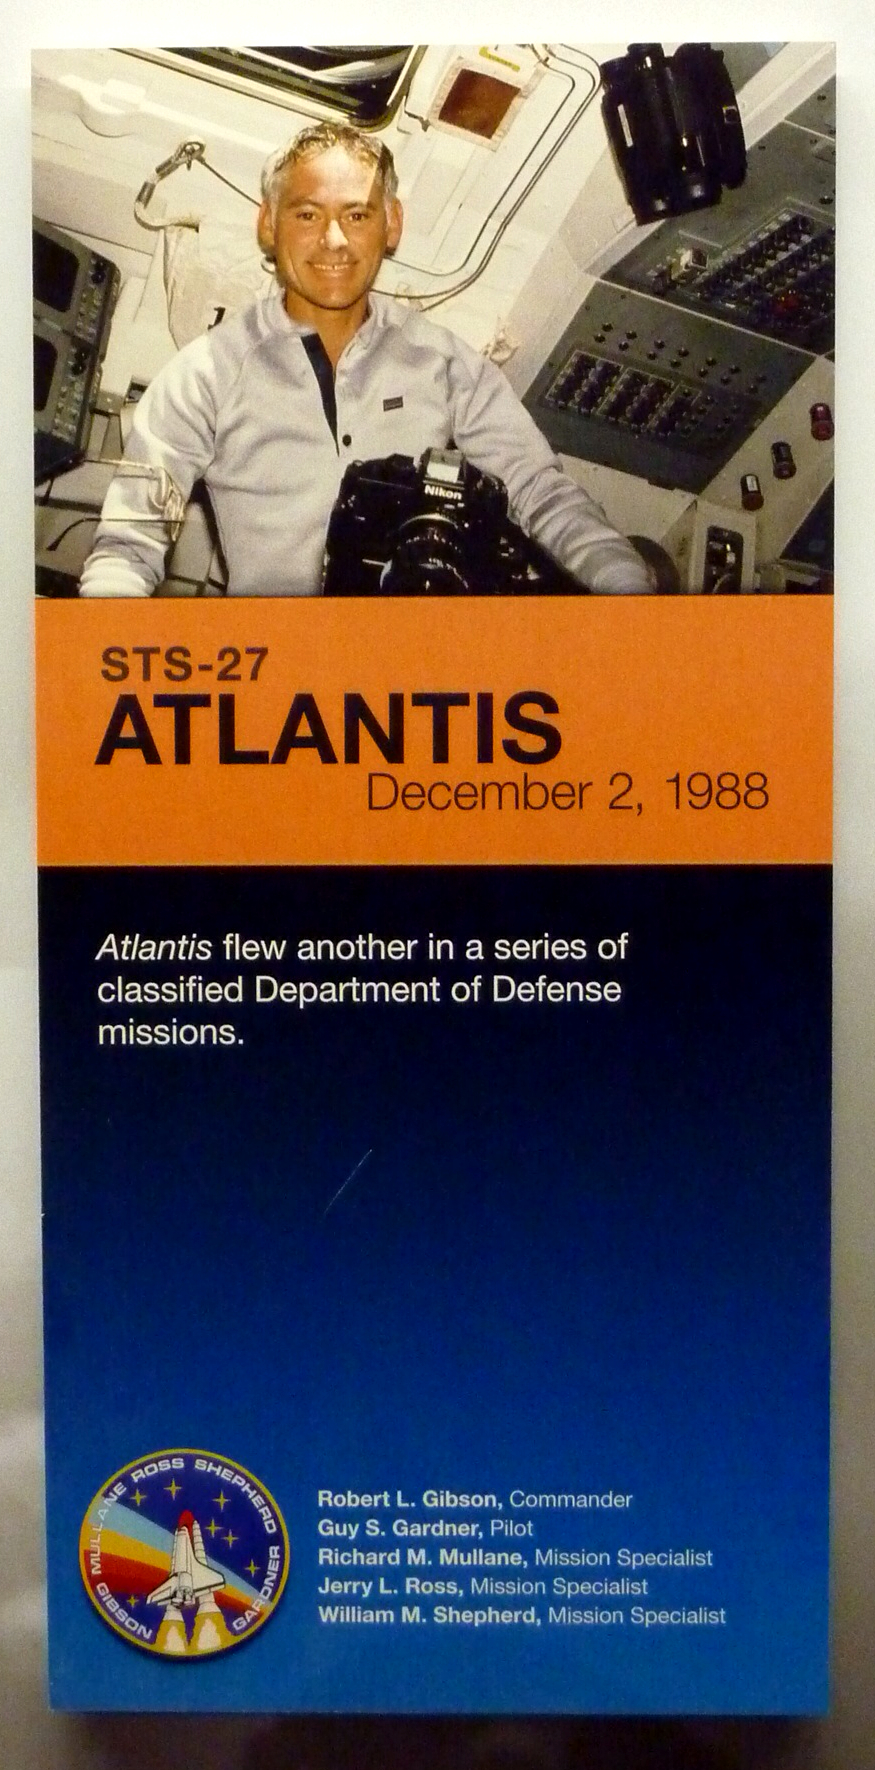 Nikon
STS-27
ATLANTIS
December 2, 1988
Atlantis flew another in a series of
classified Department of Defense
missions.
MULLANE ROSS SHEPHERD
GIBSON GARDNER
Robert L. Gibson, Commander
Guy S. Gardner, Pilot
Richard M. Mullane, Mission Specialist
Jerry L. Ross, Mission Specialist
William M. Shepherd, Mission Specialist